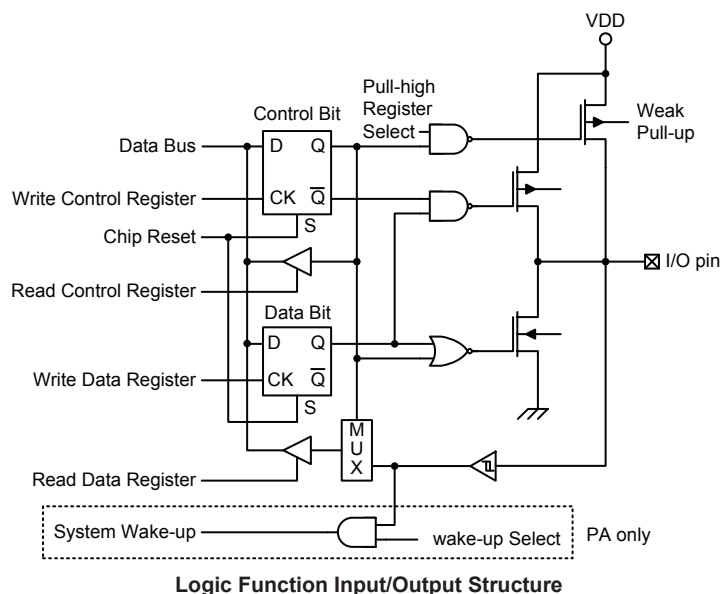 VDD
Pull-high
Register
Select
Control Bit
Weak
Pull-up
Data Bus
D
Q
Write Control Register
CK
Q
Chip Reset
S
I/O pin
Read Control Register
Data Bit
D
Q
Write Data Register
CK
Q
S
M
U
X
Read Data Register
System Wake-up
wake-up Select
PA only
Logic Function Input/Output Structure